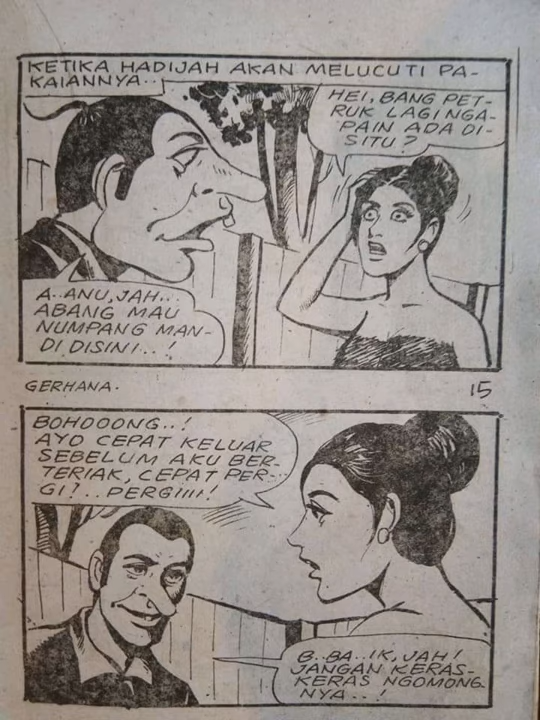 KETIKA HADIJAH AKAN MELUCUTI PA-
KAIANNYA...
HEI, BANG PET-
RUK LAGI NGA-
PAIN ADA DI-
SITU?
A..ANU, JAH...
ABANG MAU
NUMPANG MAN-
DI DISINI...!
GERHANA.
15
BOHOOONG..!
AYO CEPAT KELUAR
SEBELUM AKU BER-
TERIAK, CEPAT PER-
GI?..PERGIIII!
B..BA..IK, JAH!
JANGAN KERAS-
KERAS NGOMONG
NYA...!